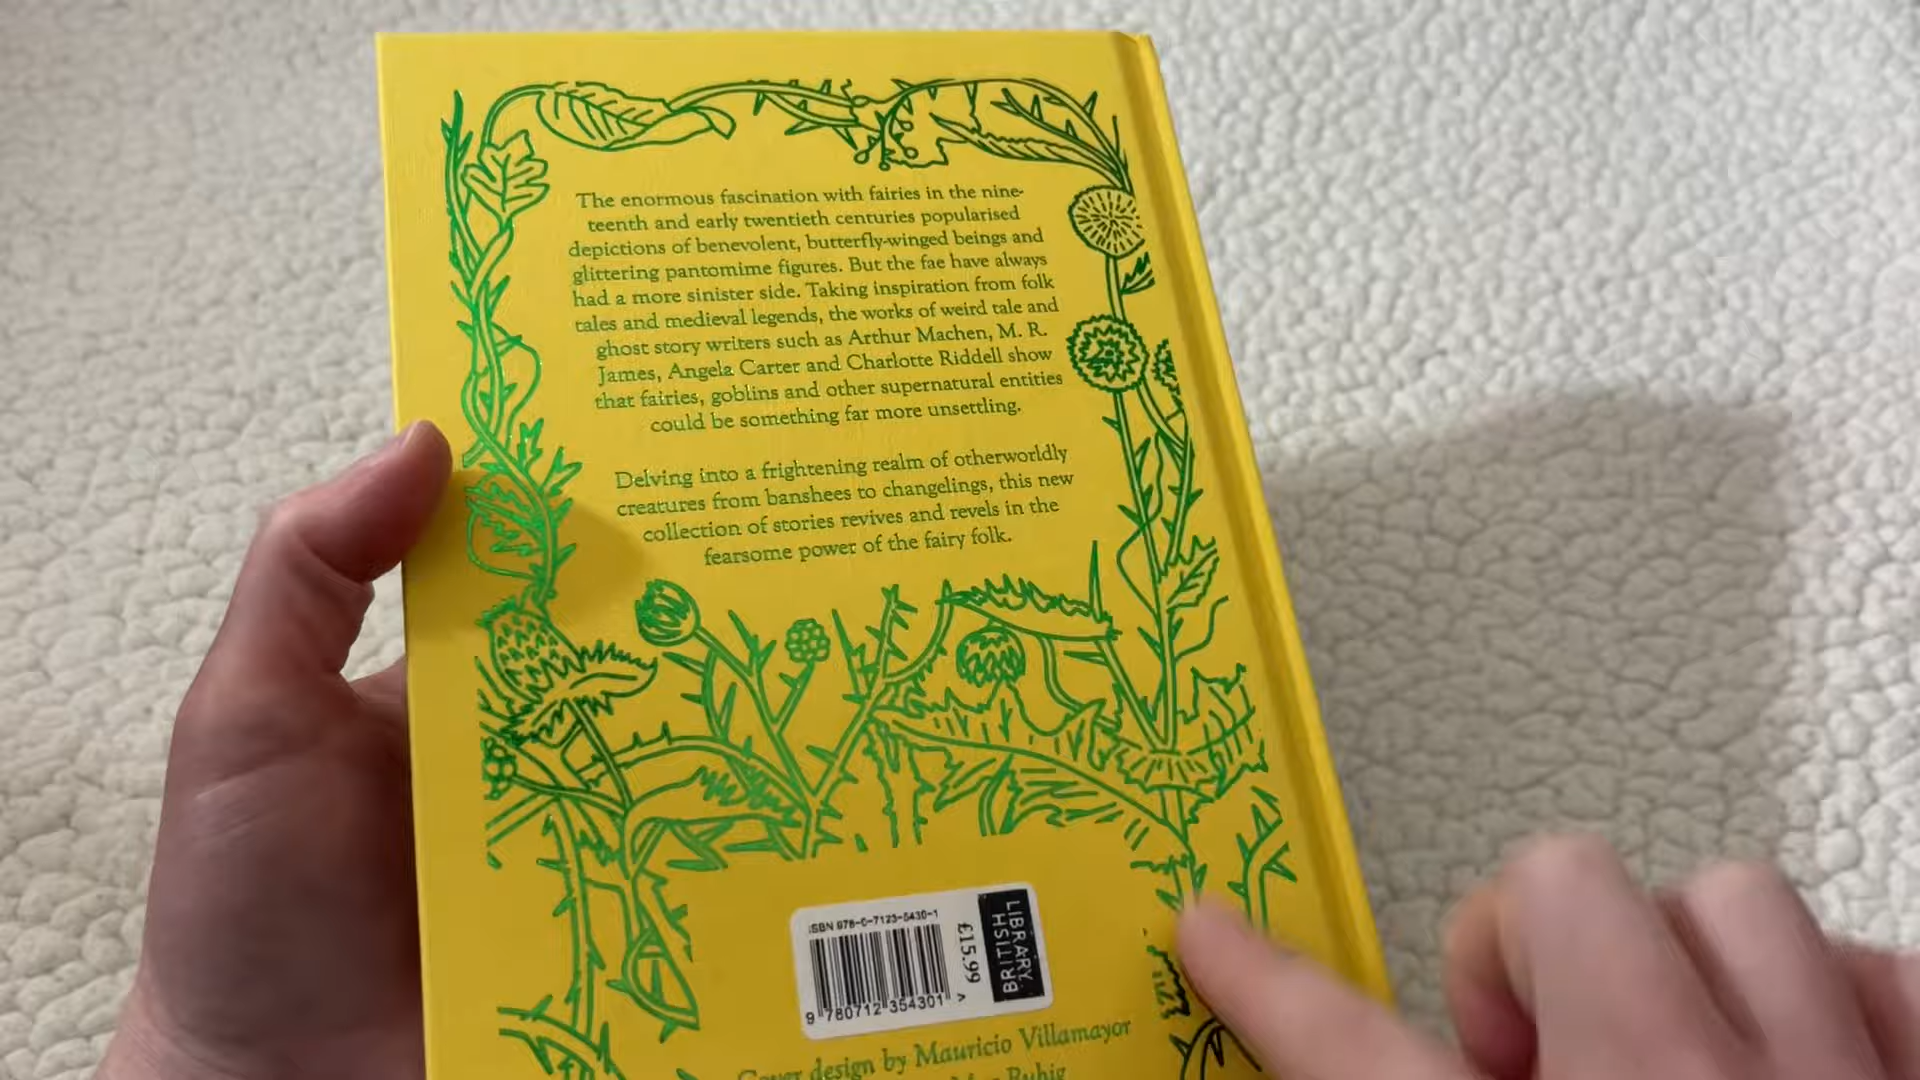 The enormous fascination with fairies in the nine-
teenth and early twentieth centuries popularised
depictions of benevolent, butterfly-winged beings and
glittering pantomime figures. But the fae have always
had a more sinister side. Taking inspiration from folk
tales and medieval legends, the works of weird tale and
ghost story writers such as Arthur Machen, M. R.
James, Angela Carter and Charlotte Riddell show
that fairies, goblins and other supernatural entities
could be something far more unsettling.
Delving into a frightening realm of otherworldly
creatures from banshees to changelings, this new
collection of stories revives and revels in the
fearsome power of the fairy folk.
ISBN 978-0-7123-5430-1
9 780712 354301 >
£15.99
LIBRARY
BRITISH
Cover design by Mauricio Villamayor